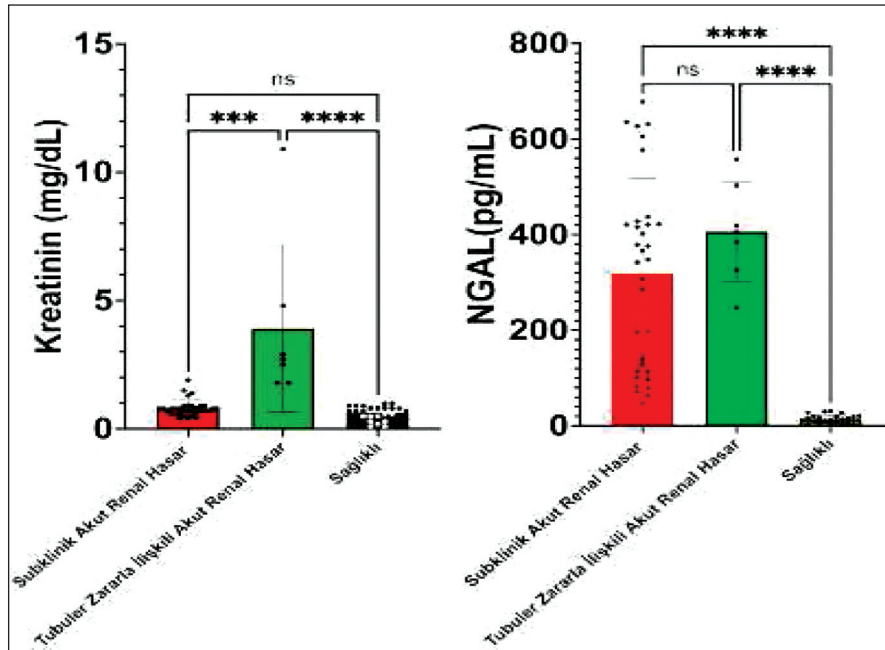 Kreatinin (mg/dL)
15
10
5
0
ns
***
****
Subklinik Akut Renal Hasar
Tubuler Zararla İlişkili Akut Renal Hasar
Sağlıklı
NGAL(pg/mL)
800
600
400
200
0
****
ns
****
Subklinik Akut Renal Hasar
Tubuler Zararla İlişkili Akut Renal Hasar
Sağlıklı